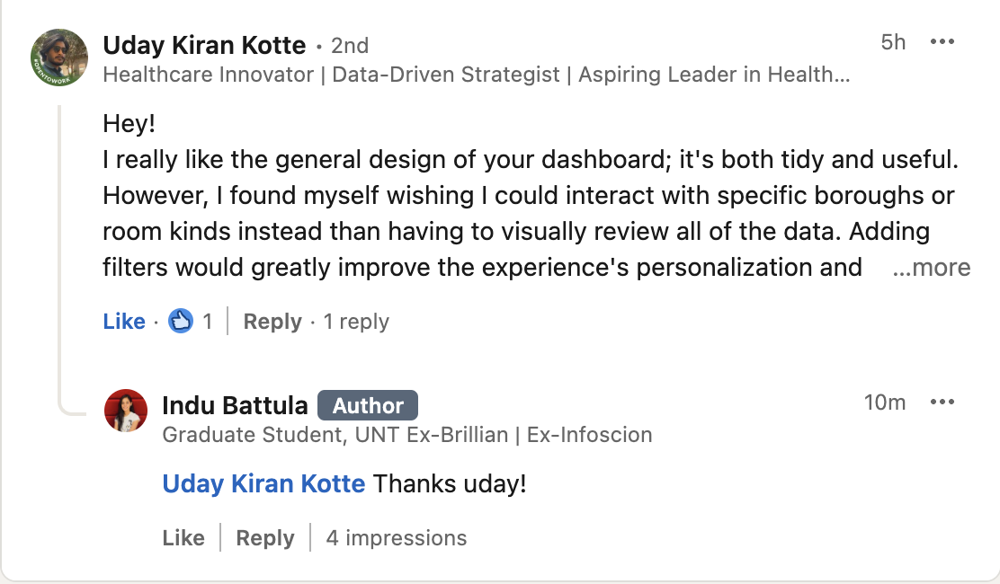 Uday Kiran Kotte · 2nd
5h ...
Healthcare Innovator | Data-Driven Strategist | Aspiring Leader in Health...
#OPENTOWORK
Hey!
I really like the general design of your dashboard; it's both tidy and useful.
However, I found myself wishing I could interact with specific boroughs or
room kinds instead than having to visually review all of the data. Adding
filters would greatly improve the experience's personalization and ...more
Like · 1 | Reply · 1 reply
Indu Battula Author
10m ...
Graduate Student, UNT Ex-Brillian | Ex-Infoscion
Uday Kiran Kotte Thanks uday!
Like | Reply | 4 impressions